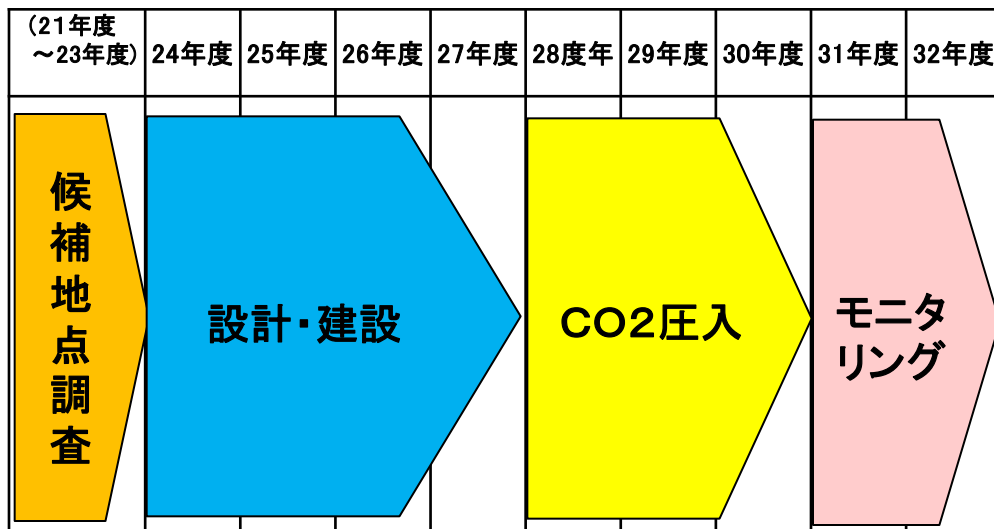 (21年度
～23年度)
24年度
25年度
26年度
27年度
28度年
29年度
30年度
31年度
32年度
候補地点調査
設計・建設
CO2圧入
モニタ
リング